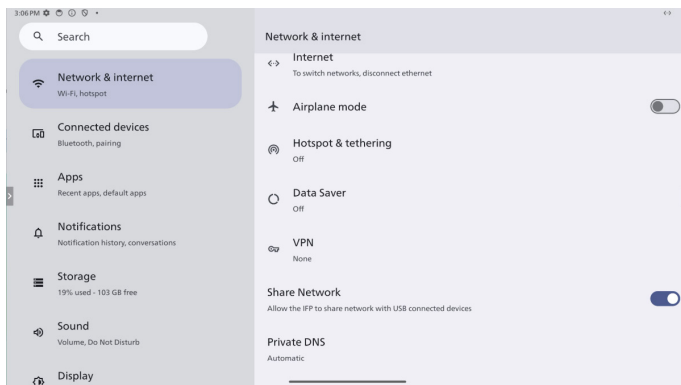 3:06 PM
Search
Network & internet
Wi-Fi, hotspot
Connected devices
Bluetooth, pairing
Apps
Recent apps, default apps
Notifications
Notification history, conversations
Storage
19% used - 103 GB free
Sound
Volume, Do Not Disturb
Display
Network & internet
Internet
To switch networks, disconnect ethernet
Airplane mode
Hotspot & tethering
Off
Data Saver
Off
VPN
None
Share Network
Allow the IFP to share network with USB connected devices
Private DNS
Automatic